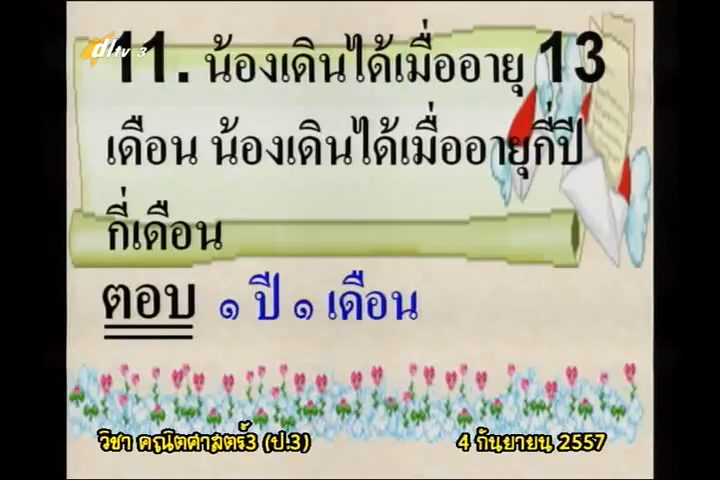 dltv 3
11. น้องเดินได้เมื่ออายุ 13
เดือน น้องเดินได้เมื่ออายุกี่ปี
กี่เดือน
ตอบ ๑ ปี ๑ เดือน
วิชา คณิตศาสตร์3 (ป.3) 4 กันยายน 2557